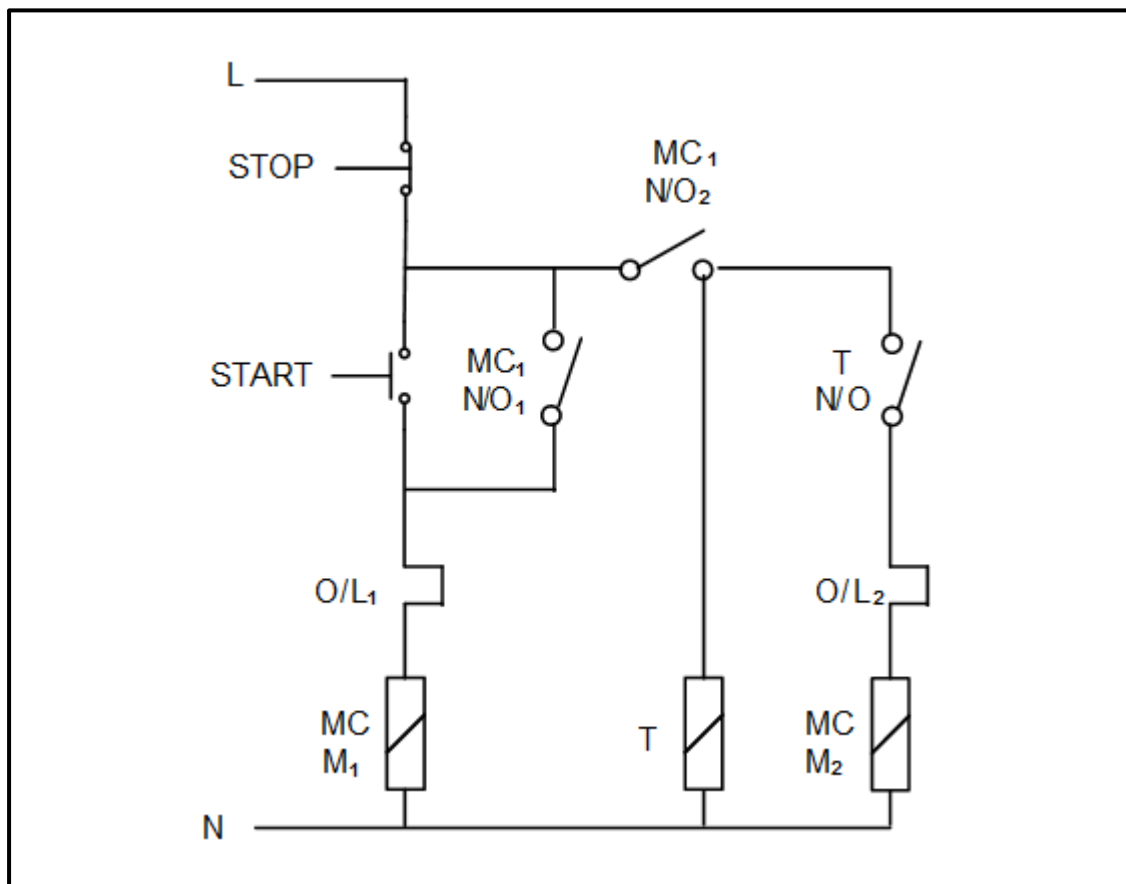 L
STOP
MC₁
N/O₂
START
MC₁
N/O₁
T
N/O
O/L₁
O/L₂
MC
M₁
T
MC
M₂
N